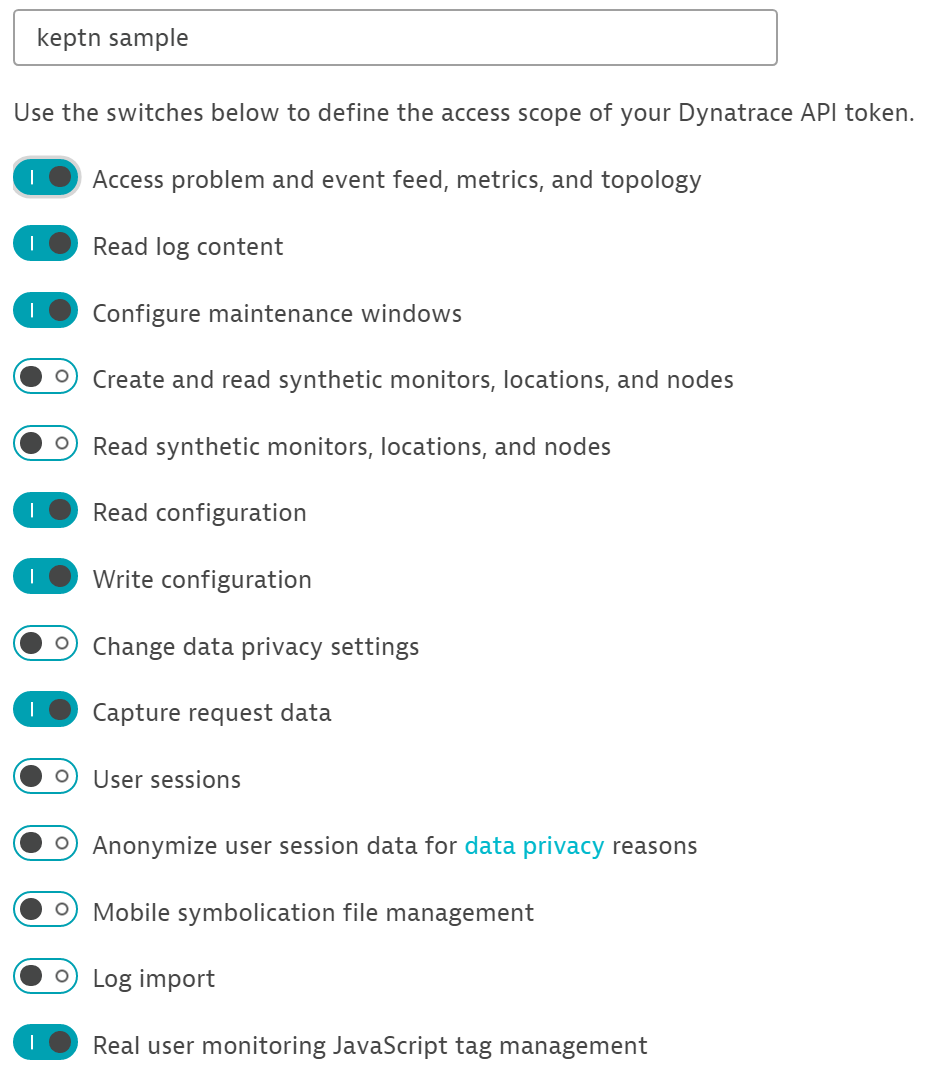 keptn sample
Use the switches below to define the access scope of your Dynatrace API token.
Access problem and event feed, metrics, and topology
Read log content
Configure maintenance windows
Create and read synthetic monitors, locations, and nodes
Read synthetic monitors, locations, and nodes
Read configuration
Write configuration
Change data privacy settings
Capture request data
User sessions
Anonymize user session data for data privacy reasons
Mobile symbolication file management
Log import
Real user monitoring JavaScript tag management